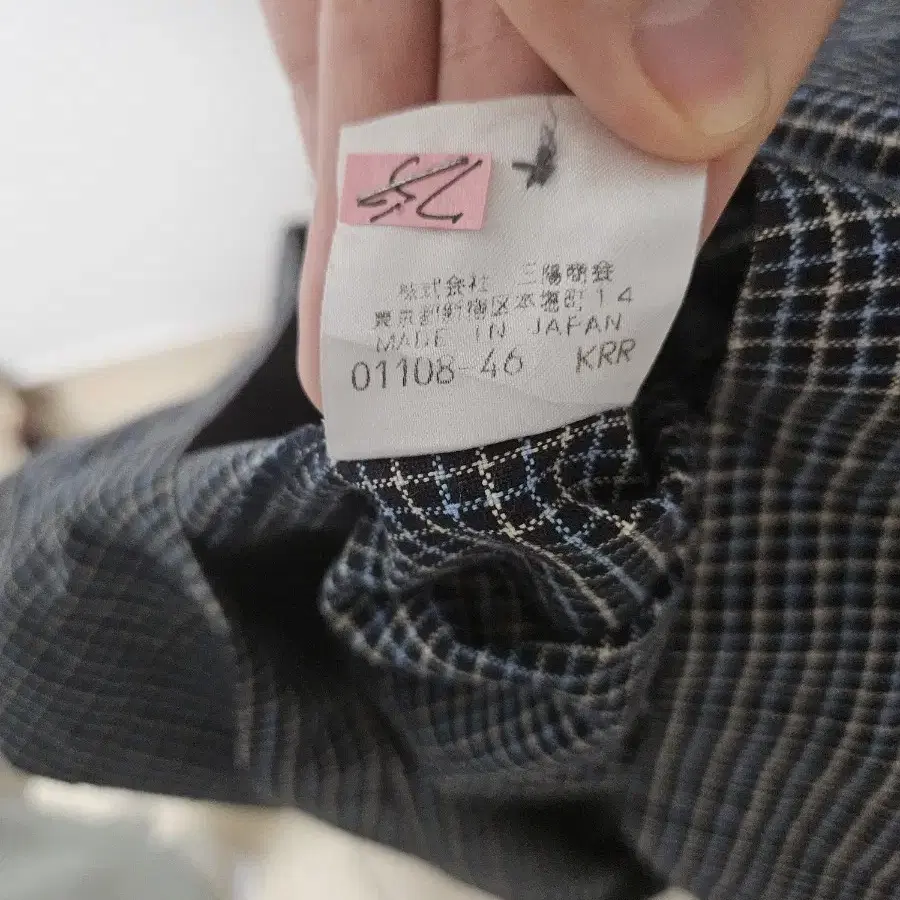 株式会社 三陽商会
東京都新宿区本塩町14
MADE IN JAPAN
01108-46 KRR